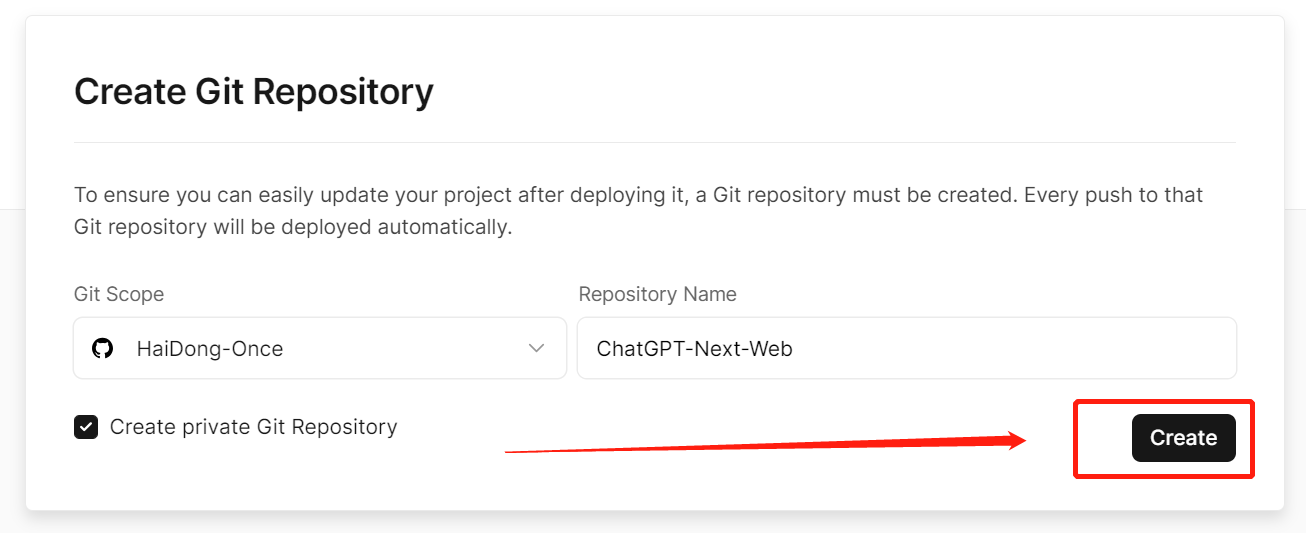 Create Git Repository
To ensure you can easily update your project after deploying it, a Git repository must be created. Every push to that
Git repository will be deployed automatically.
Git Scope
Repository Name
HaiDong-Once
ChatGPT-Next-Web
Create private Git Repository
Create